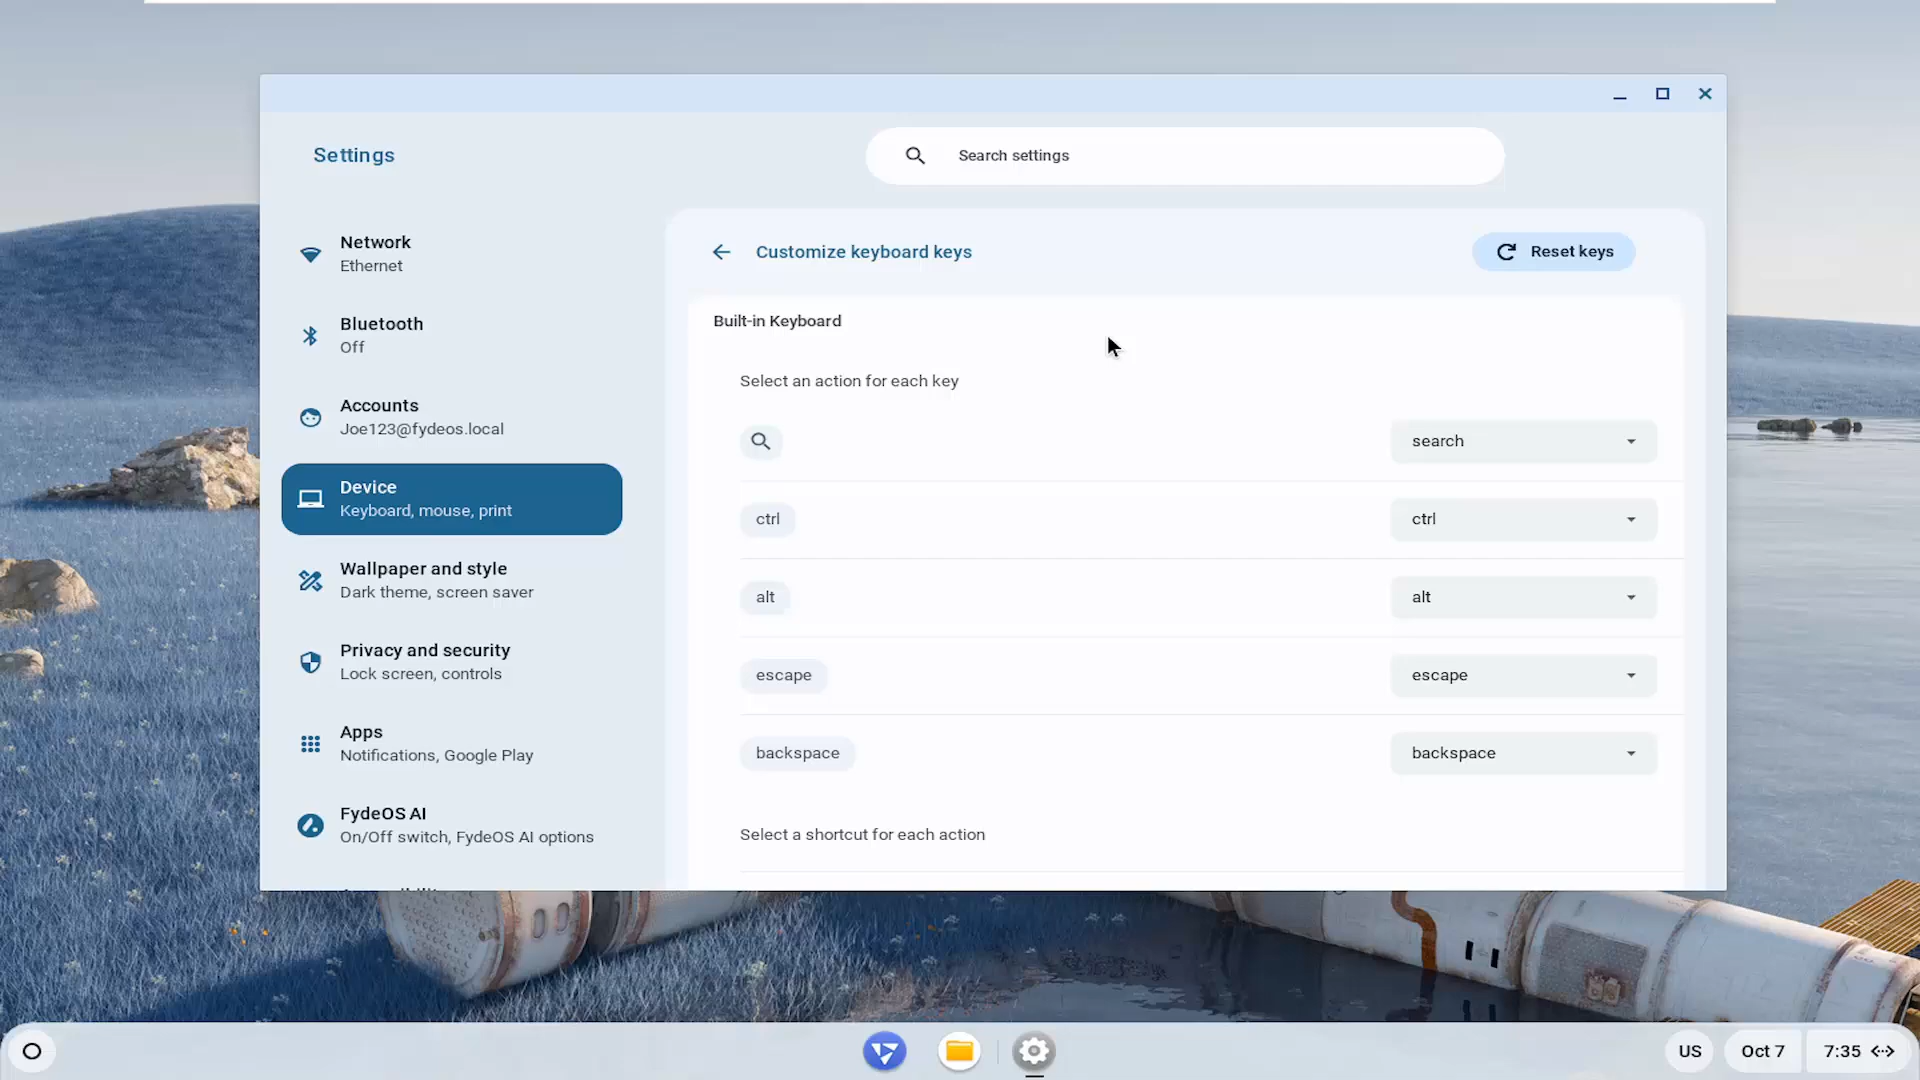 Settings
Search settings
Network
Ethernet
Bluetooth
Off
Accounts
Joe123@fydeos.local
Device
Keyboard, mouse, print
Wallpaper and style
Dark theme, screen saver
Privacy and security
Lock screen, controls
Apps
Notifications, Google Play
FydeOS AI
On/Off switch, FydeOS AI options
Customize keyboard keys
Reset keys
Built-in Keyboard
Select an action for each key
search
ctrl
ctrl
alt
alt
escape
escape
backspace
backspace
Select a shortcut for each action
US
Oct 7
7:35